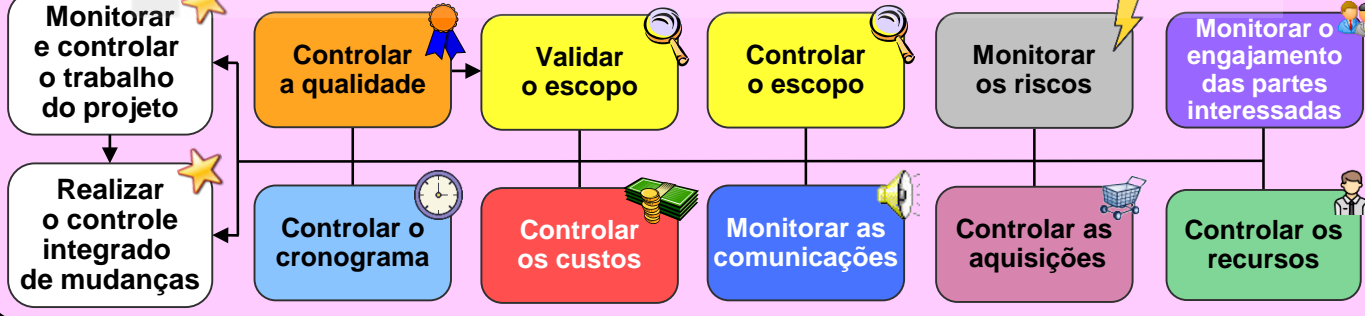 Monitorar
e controlar
o trabalho
do projeto
Controlar
a qualidade
Validar
o escopo
Controlar
o escopo
Monitorar
os riscos
Monitorar o
engajamento
das partes
interessadas
Realizar
o controle
integrado
de mudanças
Controlar o
cronograma
Controlar
os custos
Monitorar as
comunicações
Controlar as
aquisições
Controlar os
recursos